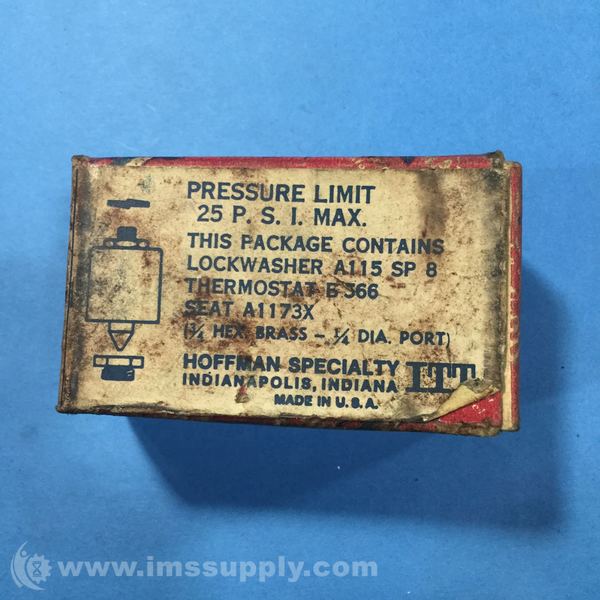 PRESSURE LIMIT
25 P. S. I. MAX.
THIS PACKAGE CONTAINS
LOCKWASHER A115 SP 8
THERMOSTAT B 366
SEAT A1173X
(¾ HEX BRASS - ¼ DIA. PORT)
HOFFMAN SPECIALTY ITT
INDIANAPOLIS, INDIANA
MADE IN U.S.A.
www.imssupply.com